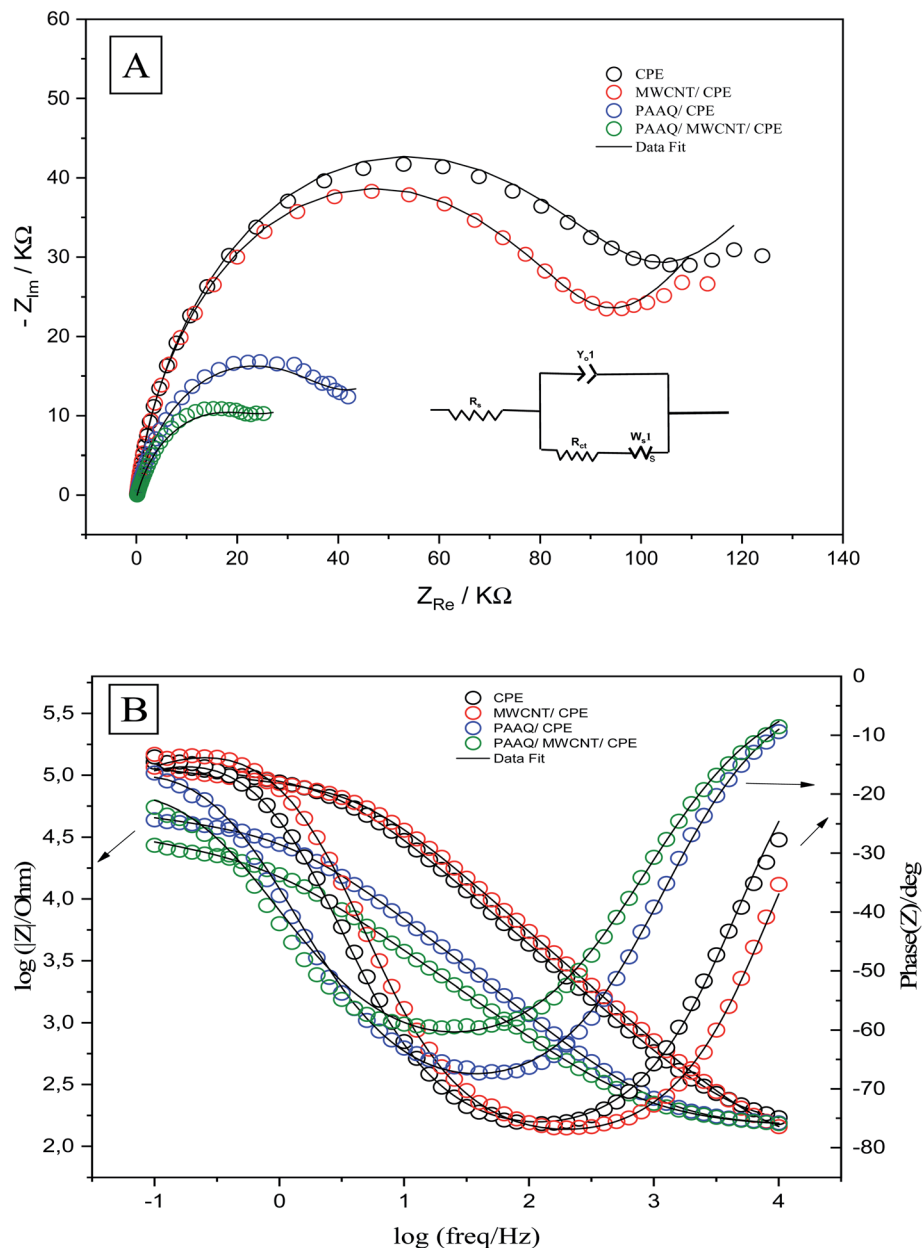 A
CPE
MWCNT/ CPE
PAAQ/ CPE
PAAQ/ MWCNT/ CPE
Data Fit
60
50
40
30
20
10
0
- Z_Im / KΩ
Y_o1
R_s
R_ct
W_s1
S
0 20 40 60 80 100 120 140
Z_Re / KΩ
B
CPE
MWCNT/ CPE
PAAQ/ CPE
PAAQ/ MWCNT/ CPE
Data Fit
5,5
5,0
4,5
4,0
3,5
3,0
2,5
2,0
log (|Z|/Ohm)
0
-10
-20
-30
-40
-50
-60
-70
-80
Phase(Z)/deg
-1 0 1 2 3 4
log (freq/Hz)